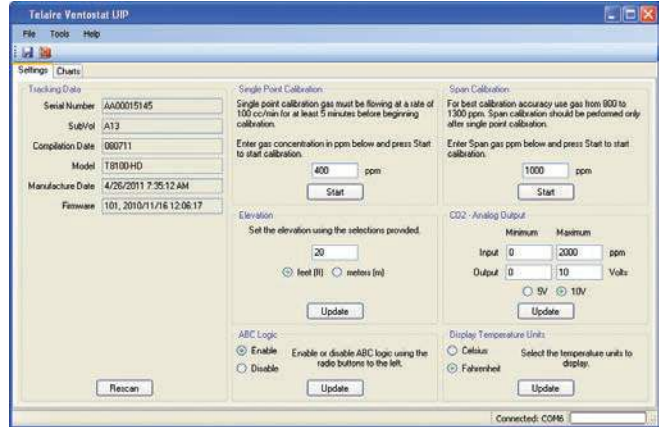 Telaire Ventostat UIP
File Tools Help
Settings Charts
Tracking Data
Serial Number AA00015145
SubVol A13
Compilation Date 080711
Model T8100-HD
Manufacture Date 4/26/2011 7:35:12 AM
Firmware 101, 2010/11/16 12:06:17
Rescan
Single Point Calibration
Single point calibration gas must be flowing at a rate of
100 cc/min for at least 5 minutes before beginning
calibration.
Enter gas concentration in ppm below and press Start
to start calibration.
400 ppm
Start
Span Calibration
For best calibration accuracy use gas from 800 to
1300 ppm. Span calibration should be performed only
after single point calibration.
Enter Span gas ppm below and press Start to start
calibration.
1000 ppm
Start
Elevation
Set the elevation using the selections provided.
20
feet (ft) meters (m)
Update
CO2 - Analog Output
Minimum Maximum
Input 0 2000 ppm
Output 0 10 Volts
5V 10V
Update
ABC Logic
Enable
Disable
Enable or disable ABC logic using the
radio buttons to the left.
Update
Display Temperature Units
Celsius
Fahrenheit
Select the temperature units to
display.
Update
Connected: COM6